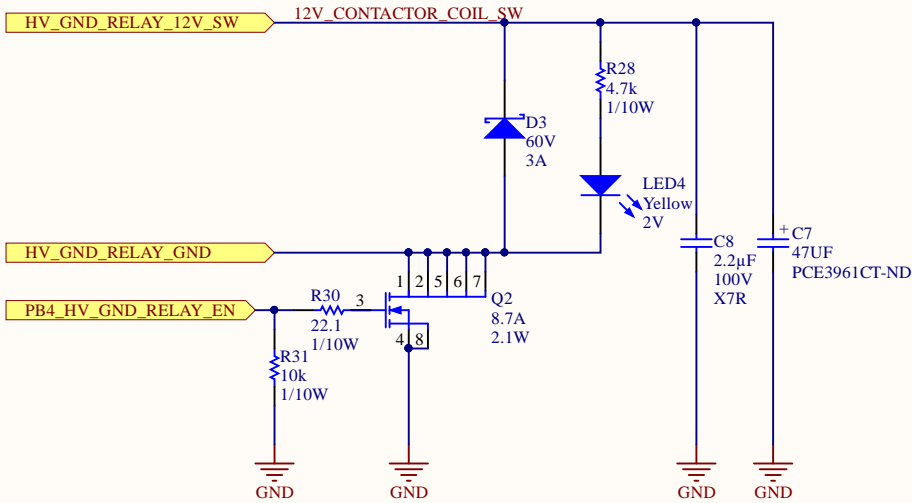 HV_GND_RELAY_12V_SW
12V_CONTACTOR_COIL_SW
R28
4.7k
1/10W
D3
60V
3A
LED4
Yellow
2V
HV_GND_RELAY_GND
C8
2.2µF
100V
X7R
+
C7
47UF
PCE3961CT-ND
1 2 5 6 7
Q2
8.7A
2.1W
PB4_HV_GND_RELAY_EN
R30
22.1
1/10W
3
4 8
R31
10k
1/10W
GND
GND
GND
GND